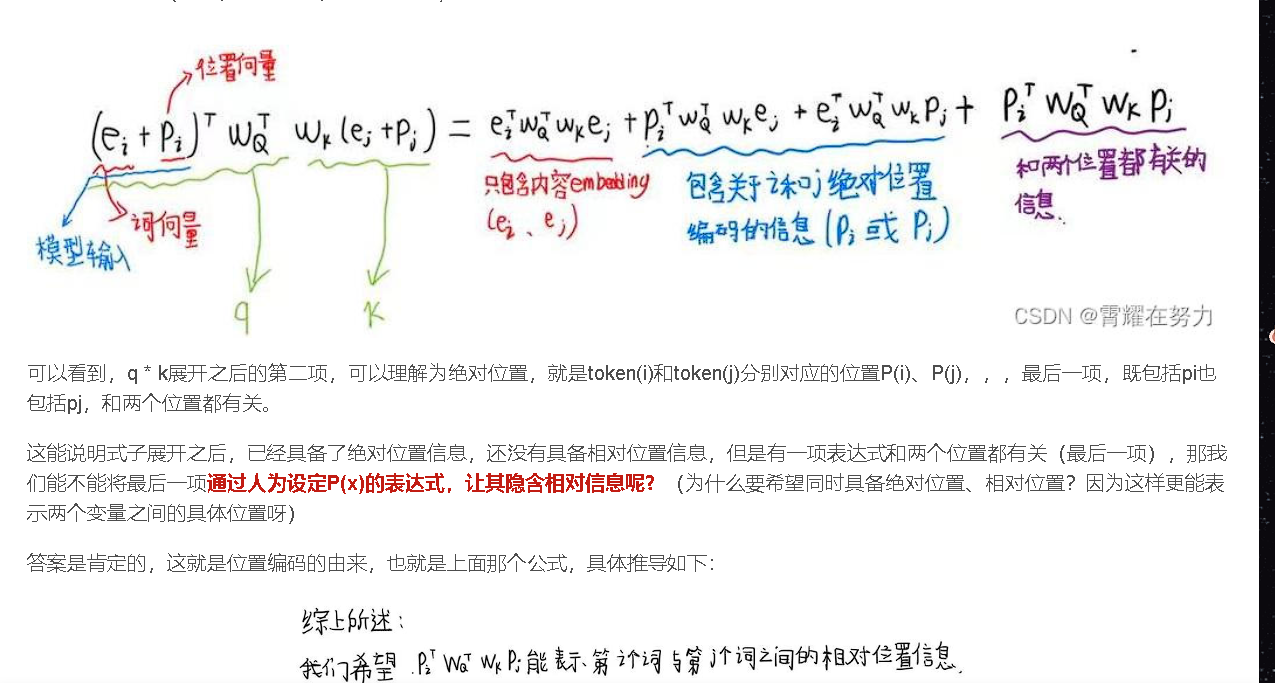 位置向量
(e_i + P_i)^T W_Q^T W_K (e_j + P_j) = e_i^T W_Q^T W_K e_j + P_i^T W_Q^T W_K e_j + e_i^T W_Q^T W_K P_j + P_i^T W_Q^T W_K P_j
词向量
模型输入
q
K
只包含内容embedding
(e_i、e_j)
包含关于i和j绝对位置
编码的信息(P_i 或 P_j)
和两个位置都有关的
信息.
CSDN @霄耀在努力
可以看到，q * k展开之后的第二项，可以理解为绝对位置，就是token(i)和token(j)分别对应的位置P(i)、P(j)，，，最后一项，既包括pi也
包括pj，和两个位置都有关。
这能说明式子展开之后，已经具备了绝对位置信息，还没有具备相对位置信息，但是有一项表达式和两个位置都有关（最后一项），那我
们能不能将最后一项通过人为设定P(x)的表达式，让其隐含相对信息呢？（为什么要希望同时具备绝对位置、相对位置？因为这样更能表
示两个变量之间的具体位置呀）
答案是肯定的，这就是位置编码的由来，也就是上面那个公式，具体推导如下：
综上所述：
我们希望 P_i^T W_Q^T W_K P_j 能表示第i个词与第j个词之间的相对位置信息.